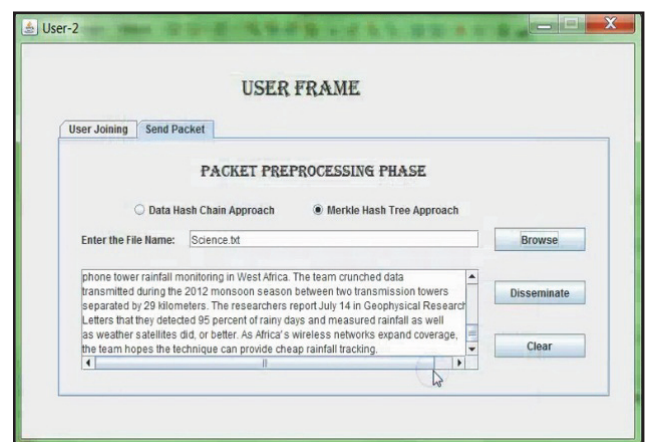 User-2
USER FRAME
User Joining Send Packet
PACKET PREPROCESSING PHASE
Data Hash Chain Approach Merkle Hash Tree Approach
Enter the File Name: Science.txt Browse
phone tower rainfall monitoring in West Africa. The team crunched data
transmitted during the 2012 monsoon season between two transmission towers
separated by 29 kilometers. The researchers report July 14 in Geophysical Research
Letters that they detected 95 percent of rainy days and measured rainfall as well
as weather satellites did, or better. As Africa's wireless networks expand coverage,
the team hopes the technique can provide cheap rainfall tracking.
Disseminate
Clear